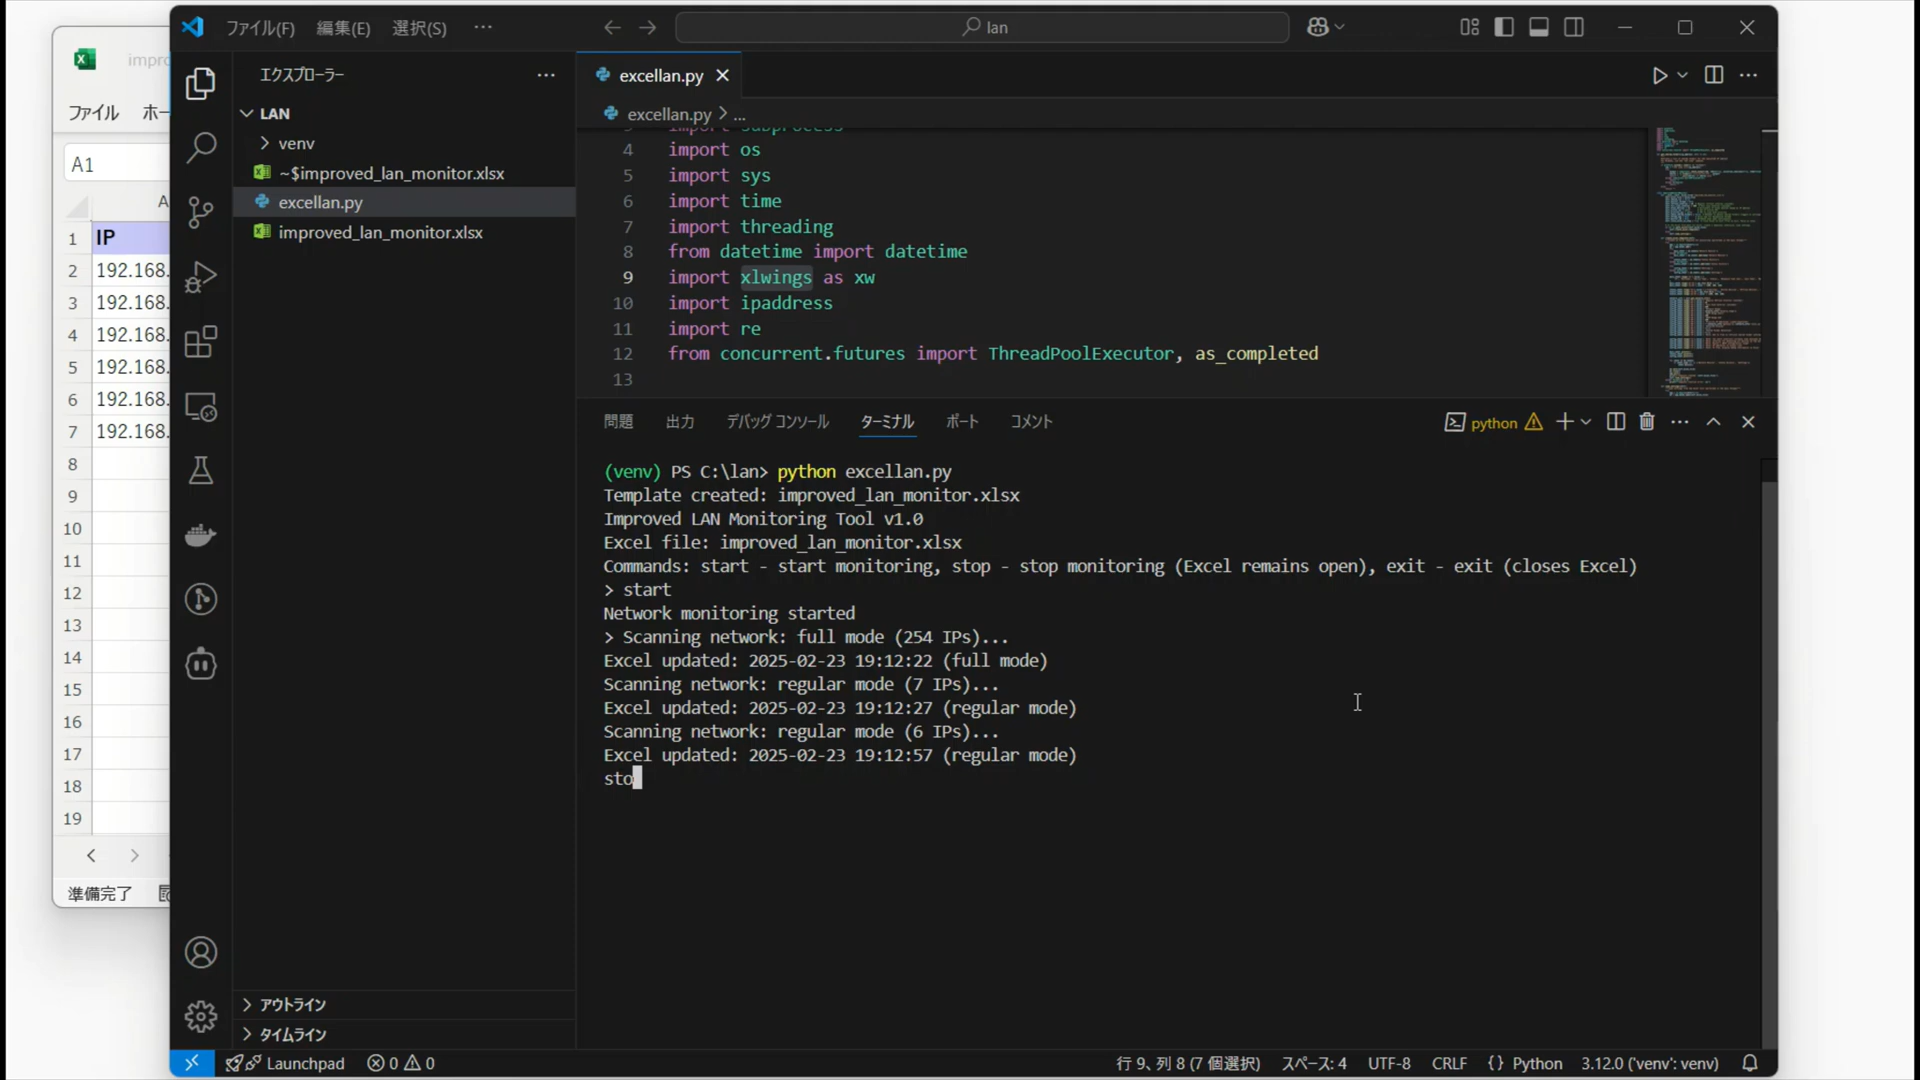 ファイル(F) 編集(E) 選択(S) ...
lan
impro
ファイル ホー
A1
A
1 IP
2 192.168.
3 192.168.
4 192.168.
5 192.168.
6 192.168.
7 192.168.
8
9
10
11
12
13
14
15
16
17
18
19
準備完了
エクスプローラー ...
LAN
venv
~$improved_lan_monitor.xlsx
excellan.py
improved_lan_monitor.xlsx
アウトライン
タイムライン
excellan.py
excellan.py > ...
import subprocess
4 import os
5 import sys
6 import time
7 import threading
8 from datetime import datetime
9 import xlwings as xw
10 import ipaddress
11 import re
12 from concurrent.futures import ThreadPoolExecutor, as_completed
13
問題 出力 デバッグ コンソール ターミナル ポート コメント
python
(venv) PS C:\lan> python excellan.py
Template created: improved_lan_monitor.xlsx
Improved LAN Monitoring Tool v1.0
Excel file: improved_lan_monitor.xlsx
Commands: start - start monitoring, stop - stop monitoring (Excel remains open), exit - exit (closes Excel)
> start
Network monitoring started
> Scanning network: full mode (254 IPs)...
Excel updated: 2025-02-23 19:12:22 (full mode)
Scanning network: regular mode (7 IPs)...
Excel updated: 2025-02-23 19:12:27 (regular mode)
Scanning network: regular mode (6 IPs)...
Excel updated: 2025-02-23 19:12:57 (regular mode)
sto
Launchpad 0 0
行 9、列 8 (7 個選択) スペース: 4 UTF-8 CRLF {} Python 3.12.0 ('venv': venv)